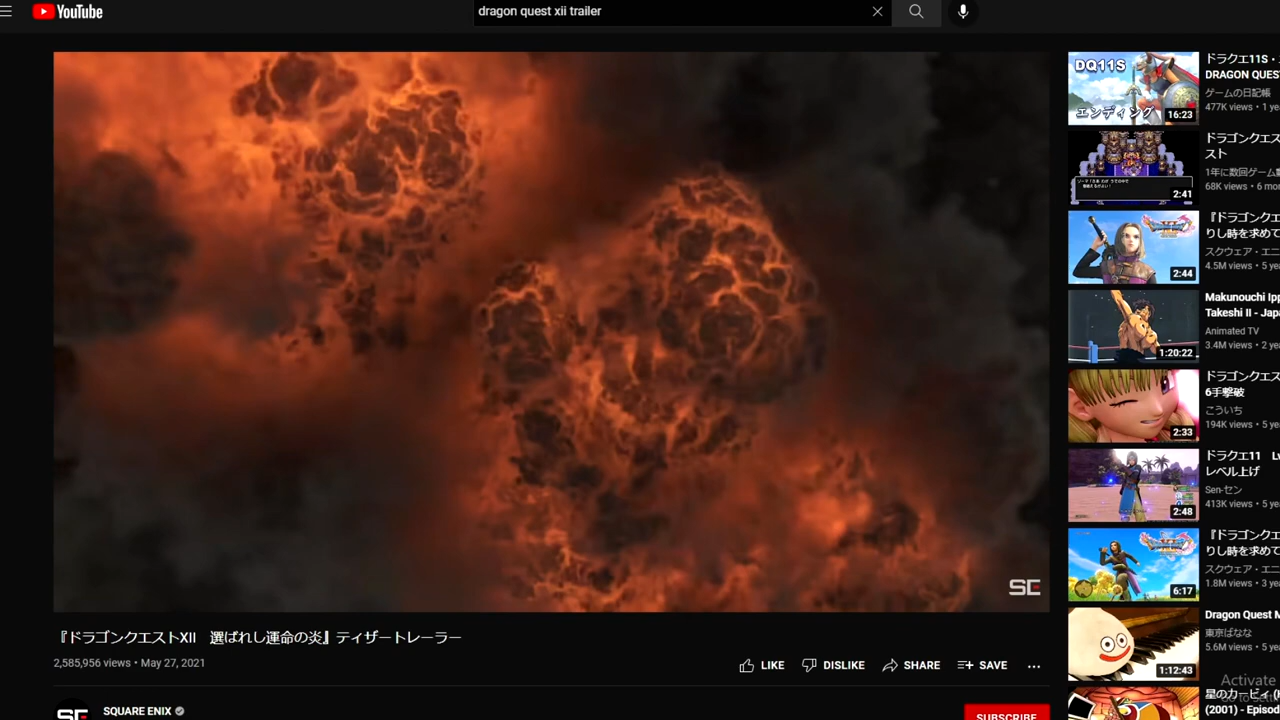 YouTube
dragon quest xii trailer
SE
『ドラゴンクエストXII 選ばれし運命の炎』ティザートレーラー
2,585,956 views • May 27, 2021
LIKE
DISLIKE
SHARE
SAVE
SQUARE ENIX
SUBSCRIBE
DQ11S
エンディング
16:23
ドラクエ11S・
DRAGON QUES
ゲームの日記帳
477K views • 1 ye
2:41
ドラゴンクエス
スト
1年に数回ゲーム
68K views • 6 mo
2:44
『ドラゴンクエ
りし時を求めて
スクウェア・エニ
4.5M views • 5 ye
1:20:22
Makunouchi Ipp
Takeshi II - Japa
Animated TV
3.4M views • 2 ye
2:33
ドラゴンクエス
6手撃破
こういち
194K views • 5 ye
2:48
ドラクエ11 Lv
レベル上げ
Sen-セン
413K views • 5 ye
6:17
『ドラゴンクエ
りし時を求めて
スクウェア・エニ
1.8M views • 3 ye
1:12:43
Dragon Quest M
東京ばなな
5.6M views • 5 ye
Activate
星のカービィ
(2001) - Episod